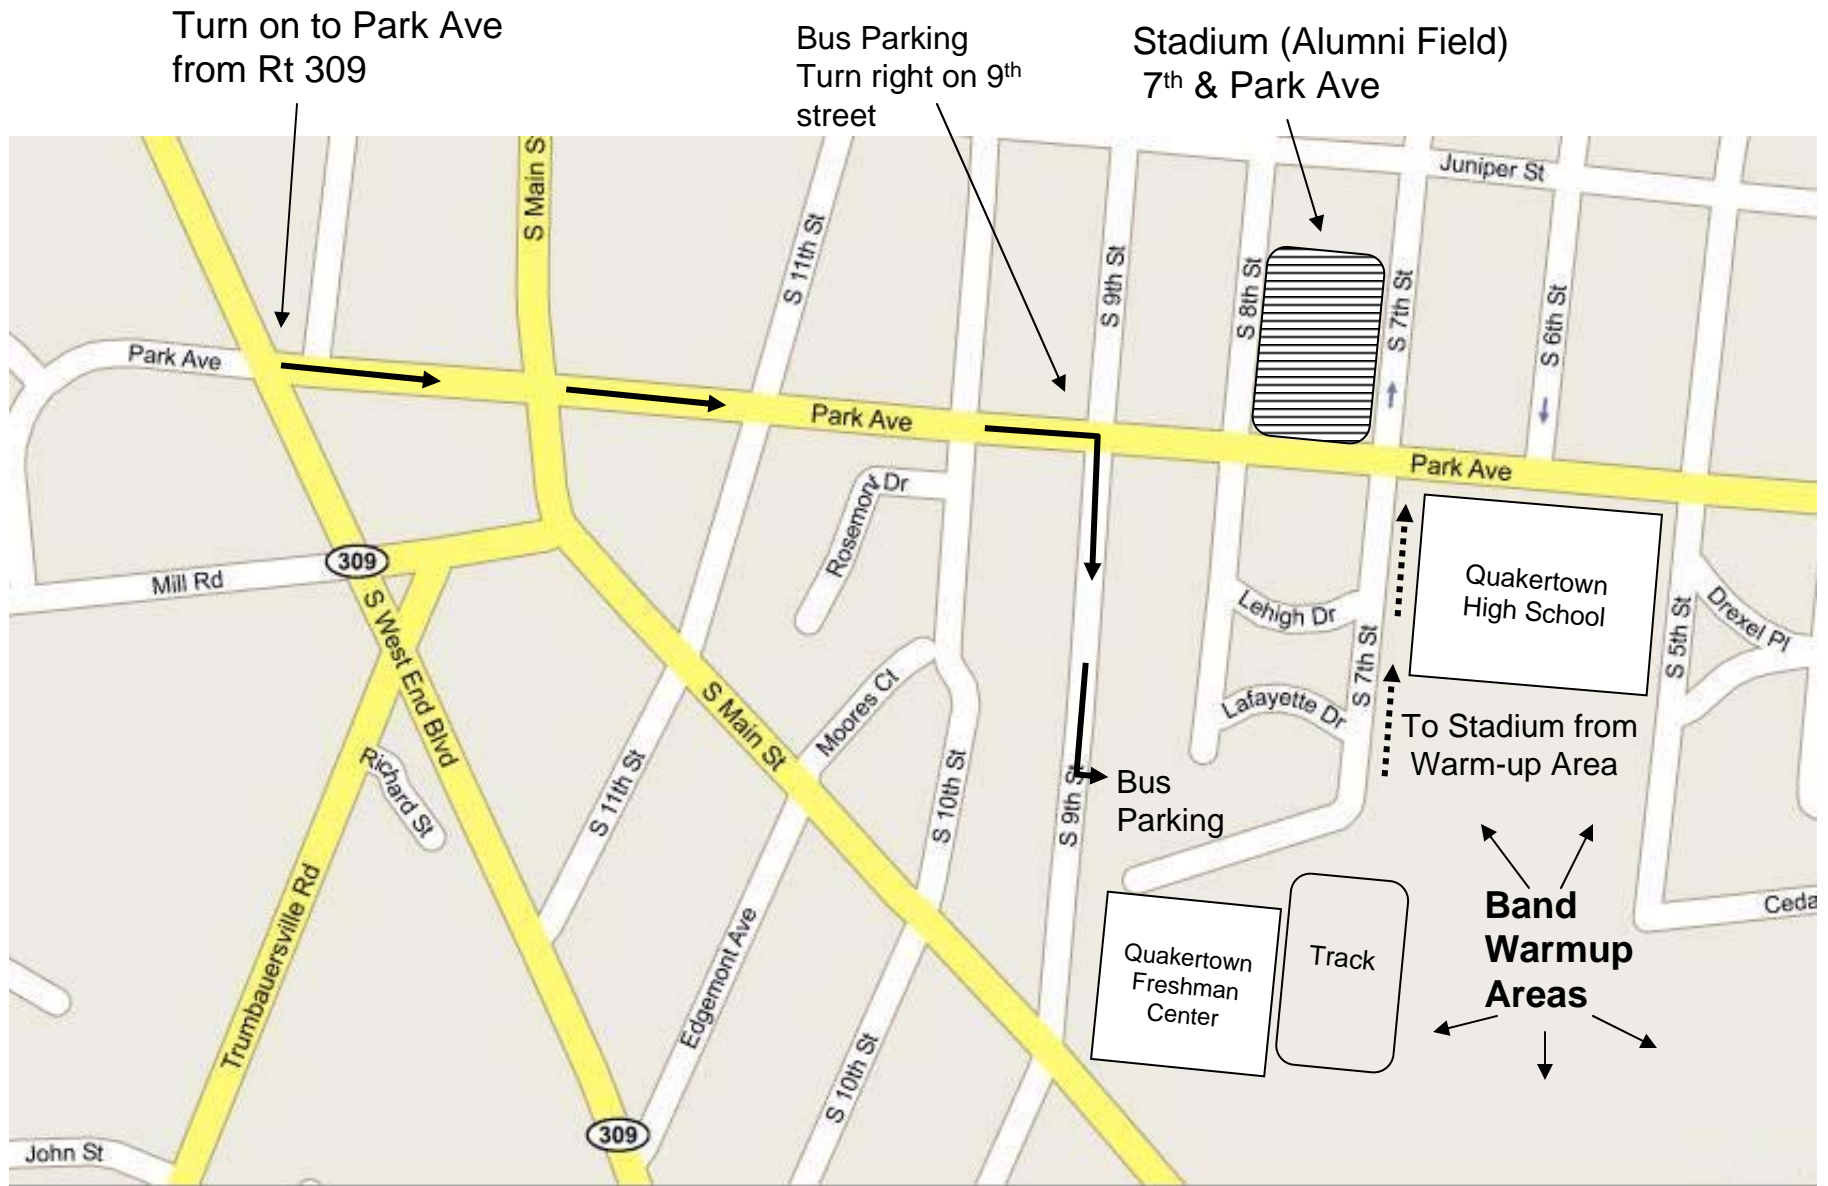 Turn on to Park Ave
from Rt 309
Bus Parking
Turn right on 9th
street
Stadium (Alumni Field)
7th & Park Ave
S Main S
Juniper St
S 11th St
S 9th St
S 8th St
S 7th St
S 6th St
Park Ave
Park Ave
Park Ave
Rosemory Dr
309
Mill Rd
Quakertown
High School
Lehigh Dr
Drexel Pl
S West End Blvd
S 7th St
S 5th St
Moores Ct
S Main St
Lafayette Dr
To Stadium from
Warm-up Area
Richard St
S 11th St
S 10th St
S 9th St
Bus
Parking
Trumbauersville Rd
Band
Warmup
Areas
Ceda
Edgemont Ave
Quakertown
Freshman
Center
Track
S 10th St
309
John St